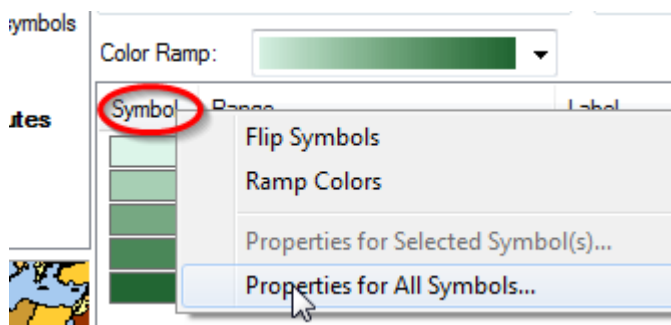 ymbols
Color Ramp:
utes
Symbol Range Label
Flip Symbols
Ramp Colors
Properties for Selected Symbol(s)...
Properties for All Symbols...